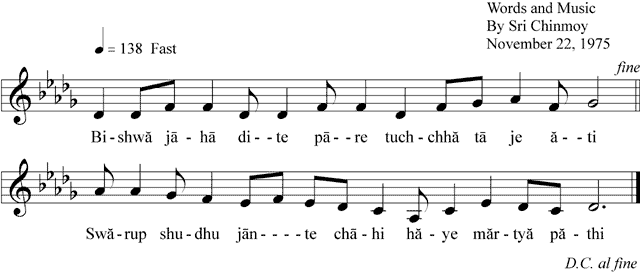 Words and Music
By Sri Chinmoy
November 22, 1975
= 138 Fast
fine
Bi-shwă jā-hā di--te pā--re tuch-chhă tā je ă--ti
Swă-rup shu-dhu jān----te chā-hi hă-ye măr-tyă pă-thi
D.C. al fine